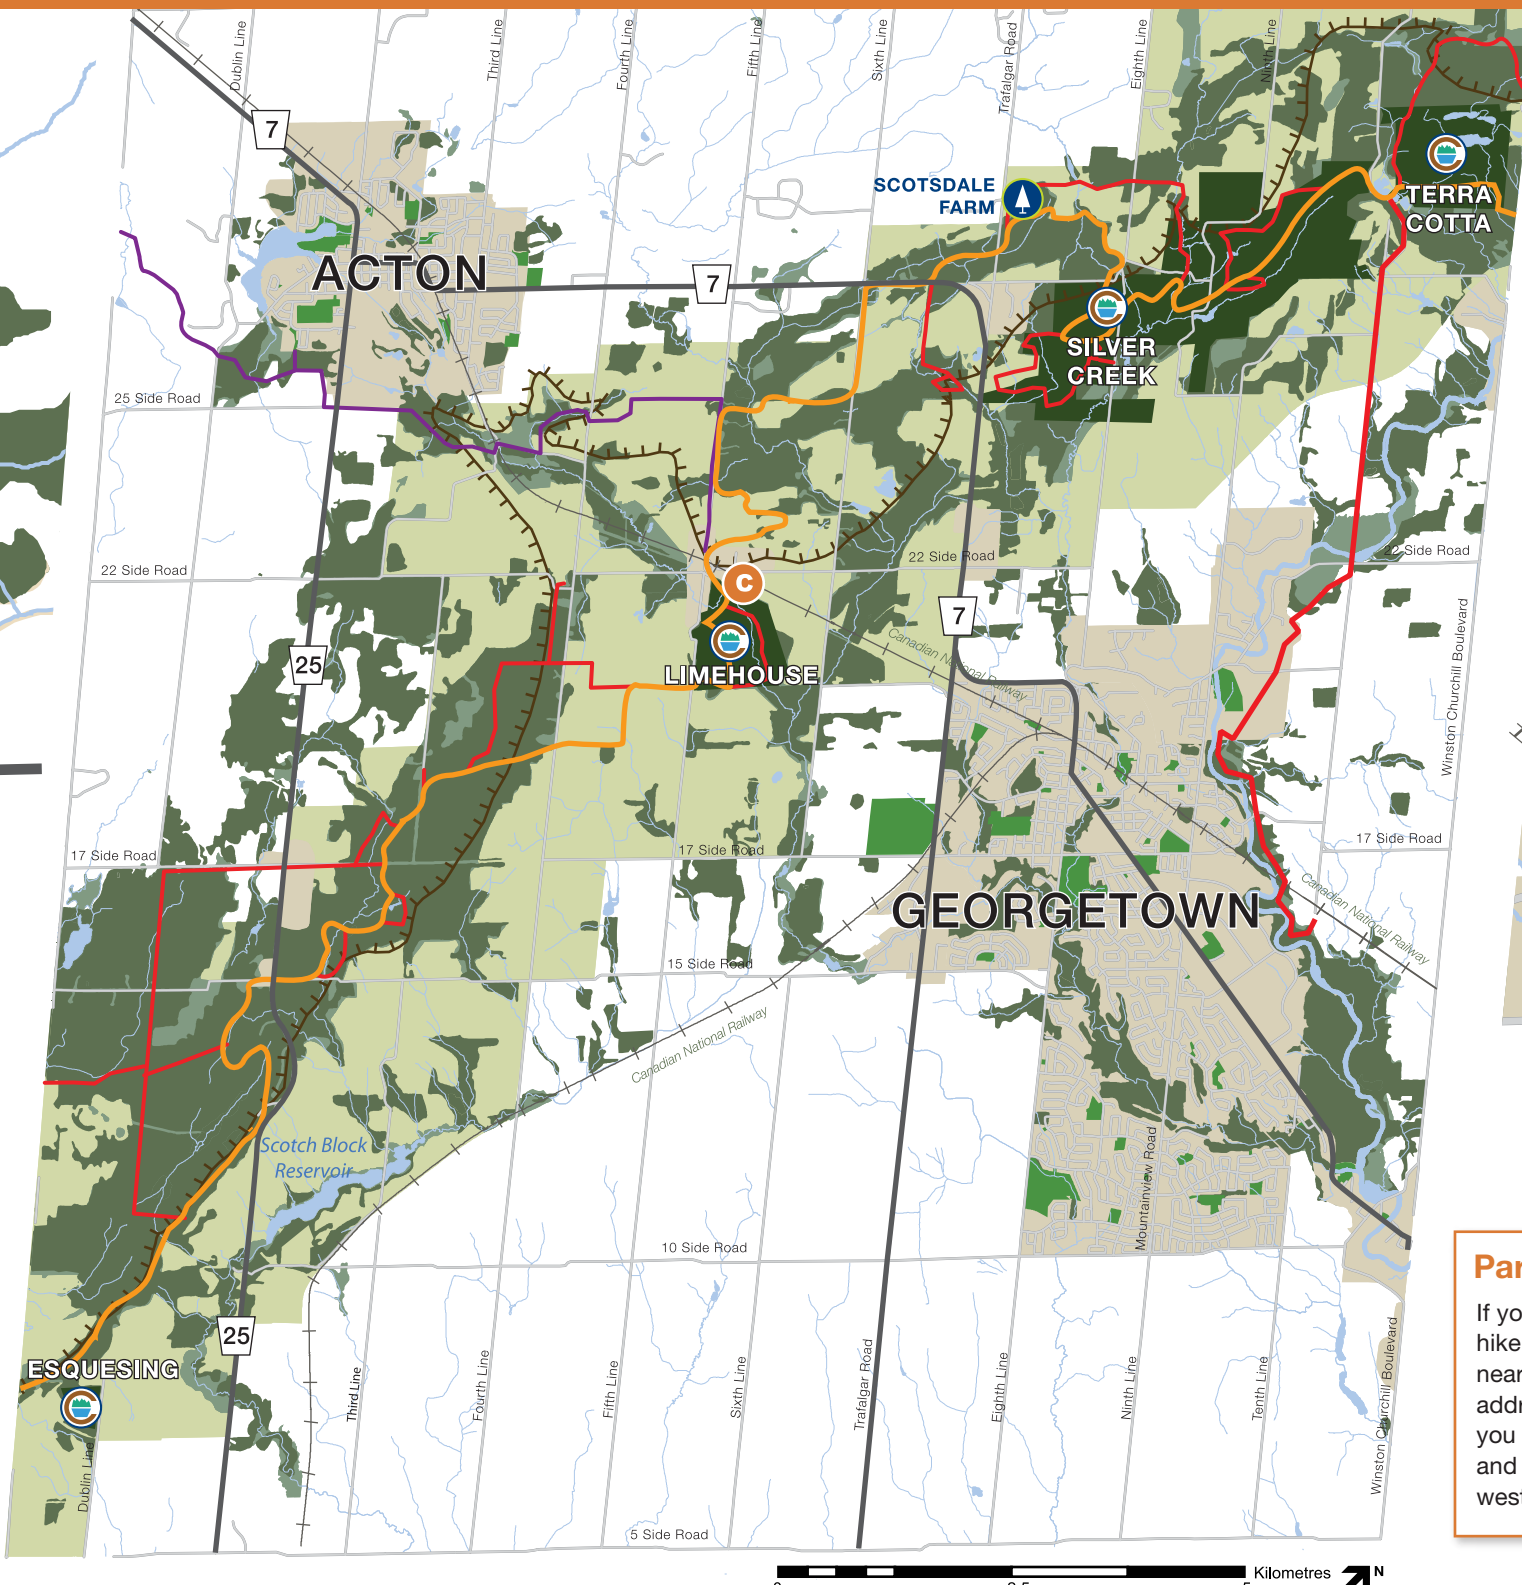 Dublin Line
Third Line
Fourth Line
Fifth Line
Sixth Line
Trafalgar Road
Eighth Line
Ninth Line
7
SCOTSDALE
FARM
TERRA
COTTA
ACTON
7
SILVER
CREEK
25 Side Road
22 Side Road
22 Side Road
22 Side Road
C
7
Canadian National Railway
25
LIMEHOUSE
Winston Churchill Boulevard
17 Side Road
17 Side Road
17 Side Road
GEORGETOWN
Canadian National Railway
15 Side Road
Canadian National Railway
Scotch Block
Reservoir
Mountainview Road
10 Side Road
25
ESQUESING
Dublin Line
Third Line
Fourth Line
Fifth Line
Sixth Line
Trafalgar Road
Eighth Line
Ninth Line
Tenth Line
Winston Churchill Boulevard
5 Side Road
Par
If you
hike
near
addr
you
and
west
Kilometres
N